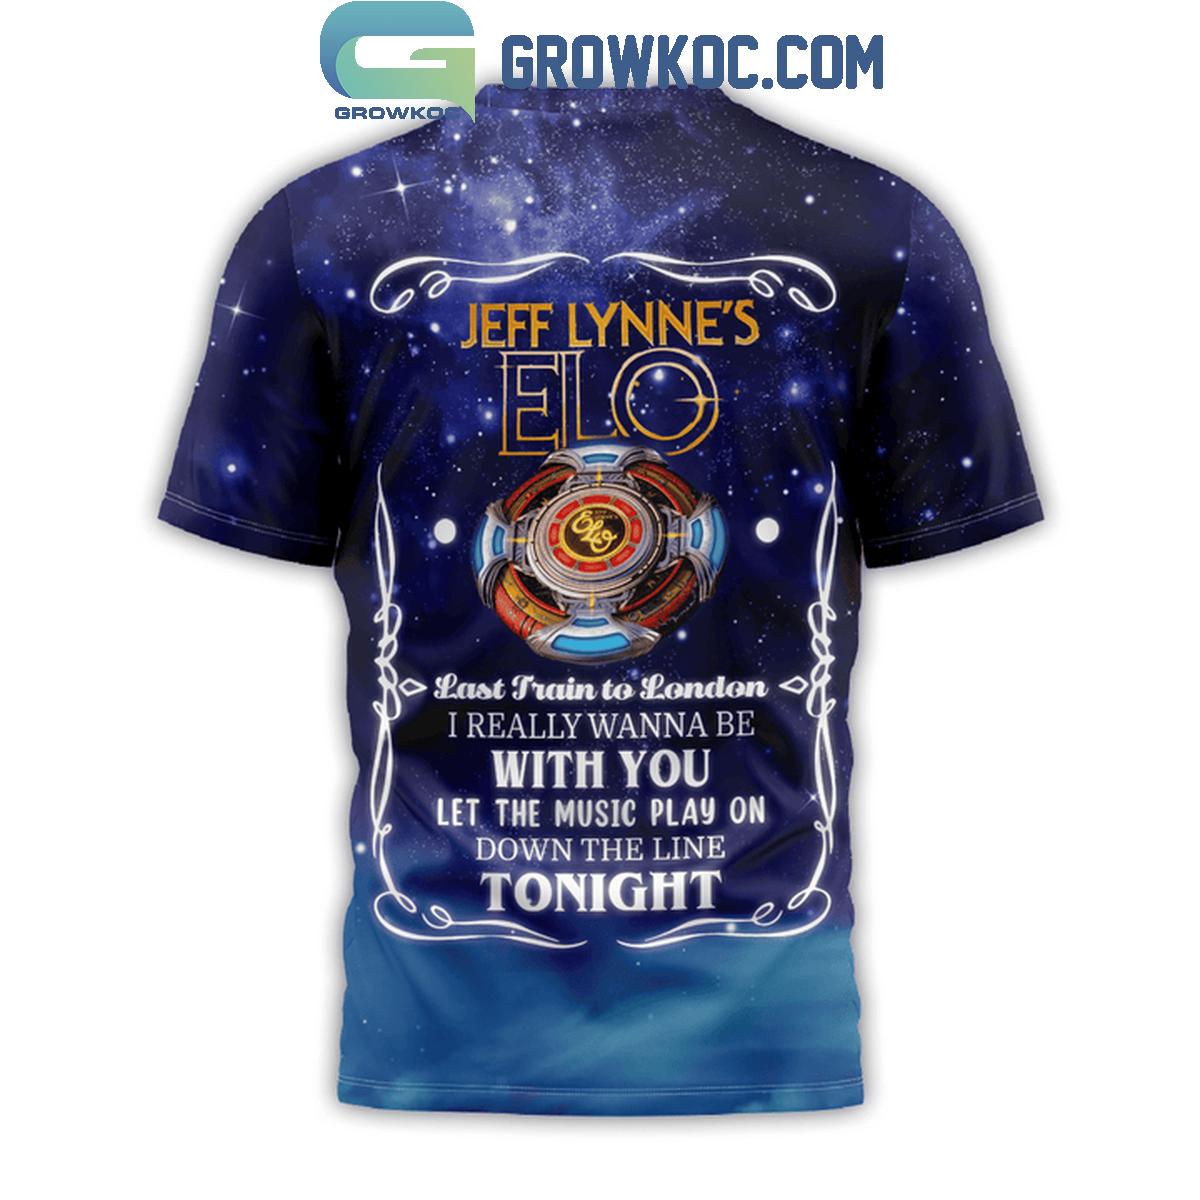 GROWKOC.COM
GROWKOC
JEFF LYNNE'S
ELO
Last Train to London
I REALLY WANNA BE
WITH YOU
LET THE MUSIC PLAY ON
DOWN THE LINE
TONIGHT